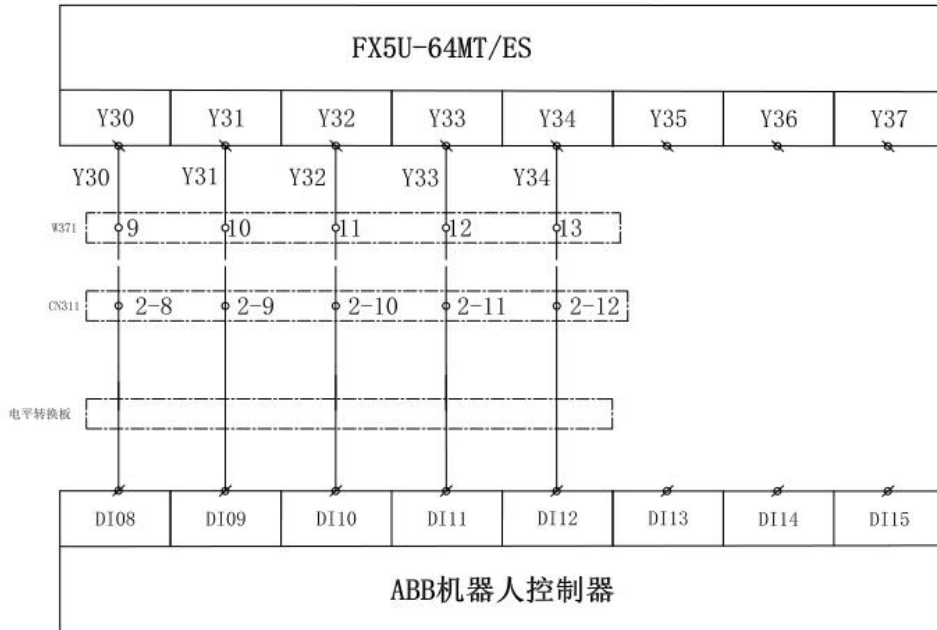 FX5U-64MT/ES
Y30 Y31 Y32 Y33 Y34 Y35 Y36 Y37
Y30 Y31 Y32 Y33 Y34
W371 9 10 11 12 13
CN311 2-8 2-9 2-10 2-11 2-12
电平转换板
DI08 DI09 DI10 DI11 DI12 DI13 DI14 DI15
ABB机器人控制器